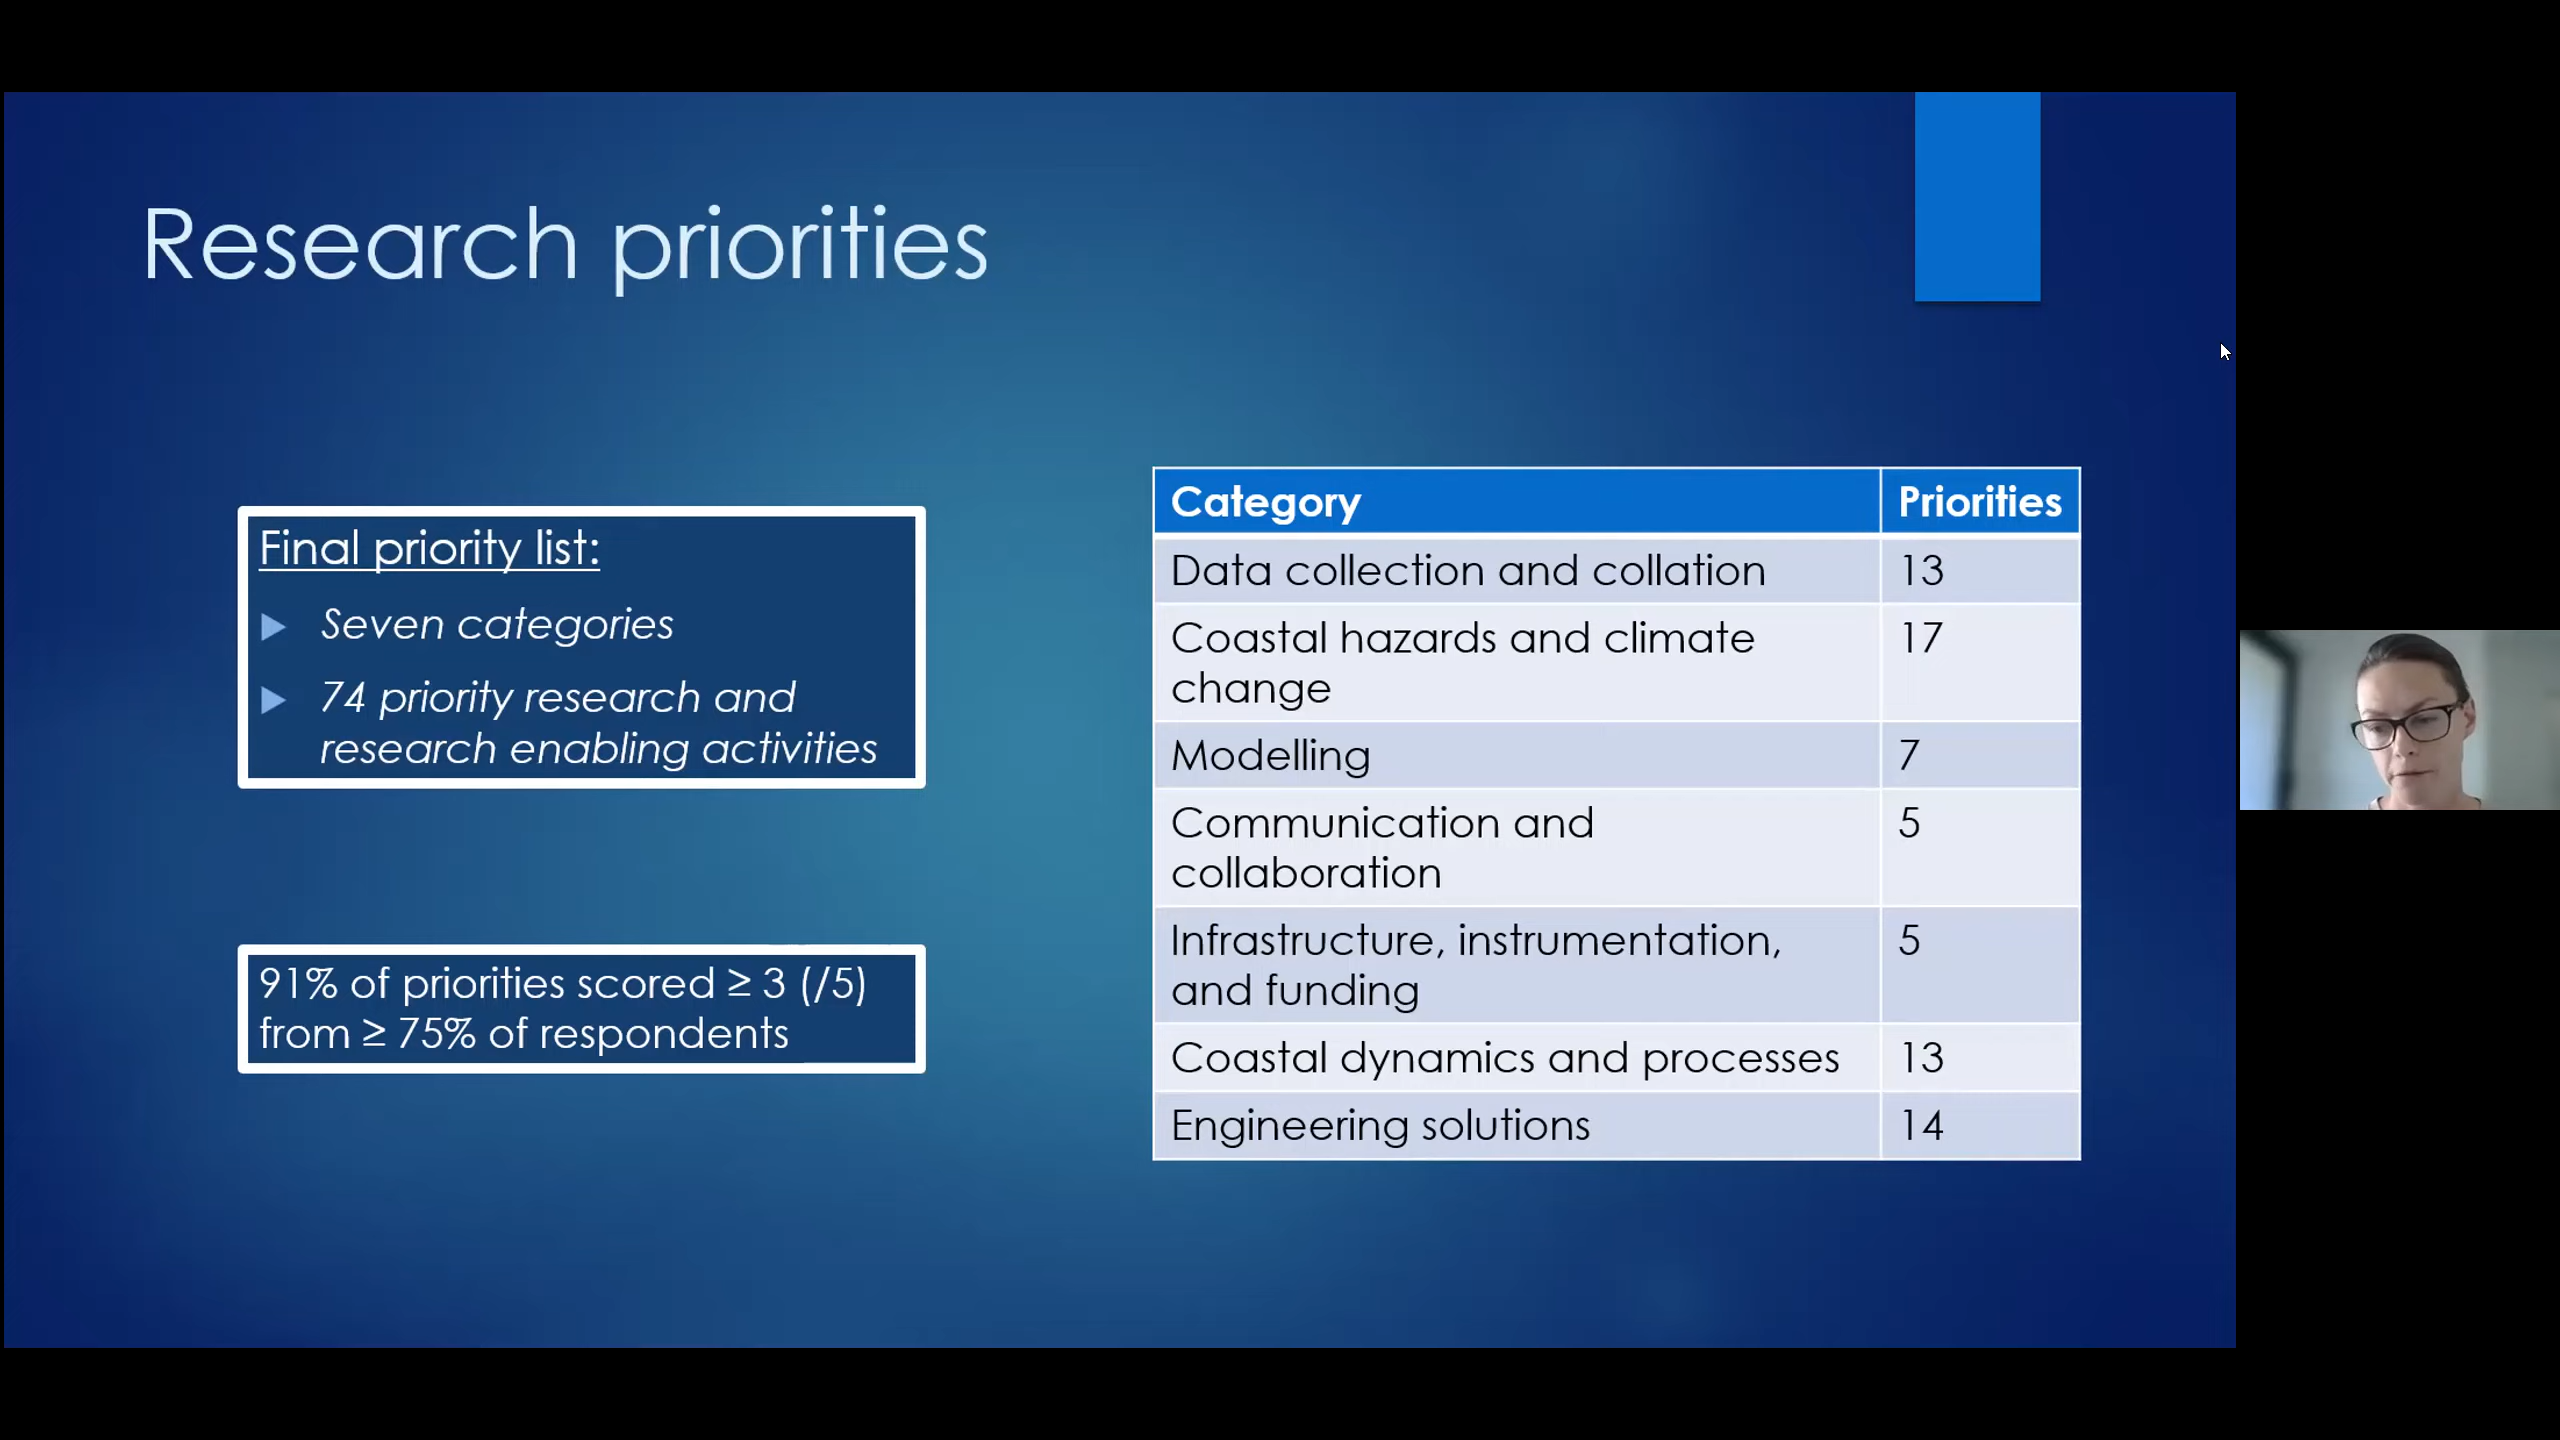 Research priorities
Final priority list:
Seven categories
74 priority research and
research enabling activities
91% of priorities scored ≥ 3 (/5)
from ≥ 75% of respondents
Category Priorities
Data collection and collation 13
Coastal hazards and climate 17
change
Modelling 7
Communication and 5
collaboration
Infrastructure, instrumentation, 5
and funding
Coastal dynamics and processes 13
Engineering solutions 14